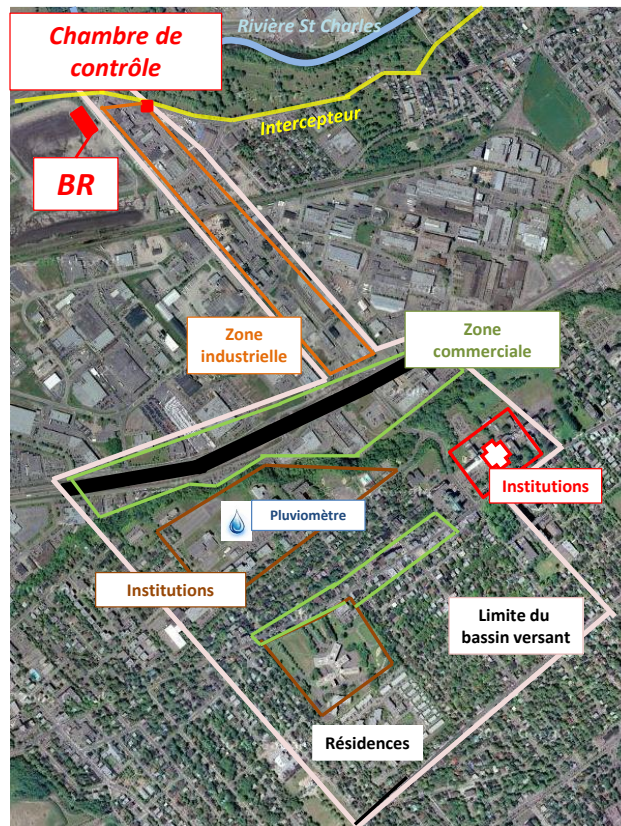 Rivière St Charles
Chambre de
contrôle
Intercepteur
BR
Zone
industrielle
Zone
commerciale
Institutions
Pluviomètre
Institutions
Limite du
bassin versant
Résidences